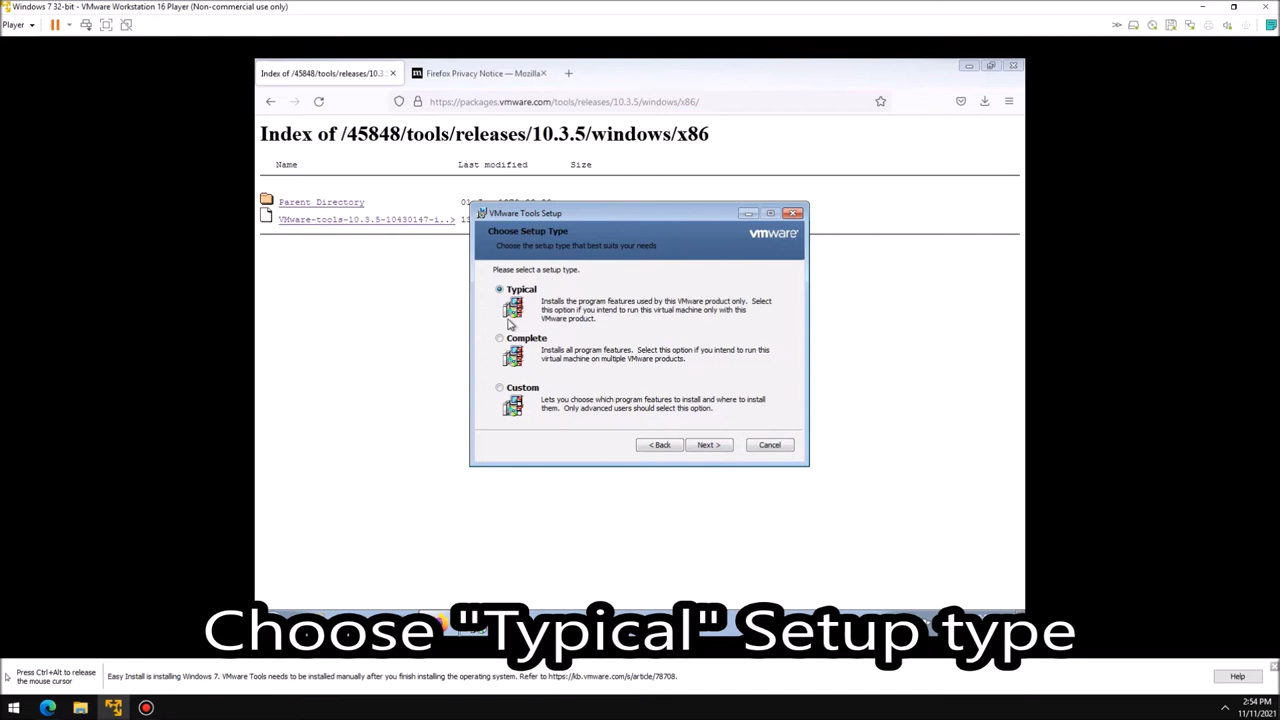 Windows 7 32-bit - VMware Workstation 16 Player (Non-commercial use only)
Player
Index of /45848/tools/releases/10.3.
Firefox Privacy Notice — Mozilla
https://packages.vmware.com/tools/releases/10.3.5/windows/x86/
Index of /45848/tools/releases/10.3.5/windows/x86
Name Last modified Size
Parent Directory
VMware-tools-10.3.5-10430147-i..>
VMware Tools Setup
Choose Setup Type
Choose the setup type that best suits your needs
vmware
Please select a setup type.
Typical
Installs the program features used by this VMware product only. Select
this option if you intend to run this virtual machine only with this
VMware product.
Complete
Installs all program features. Select this option if you intend to run this
virtual machine on multiple VMware products.
Custom
Lets you choose which program features to install and where to install
them. Only advanced users should select this option.
< Back Next > Cancel
Choose "Typical" Setup type
Press Ctrl+Alt to release
the mouse cursor
Easy Install is installing Windows 7. VMware Tools needs to be installed manually after you finish installing the operating system. Refer to https://kb.vmware.com/s/article/78708.
Help
2:54 PM
11/11/2021